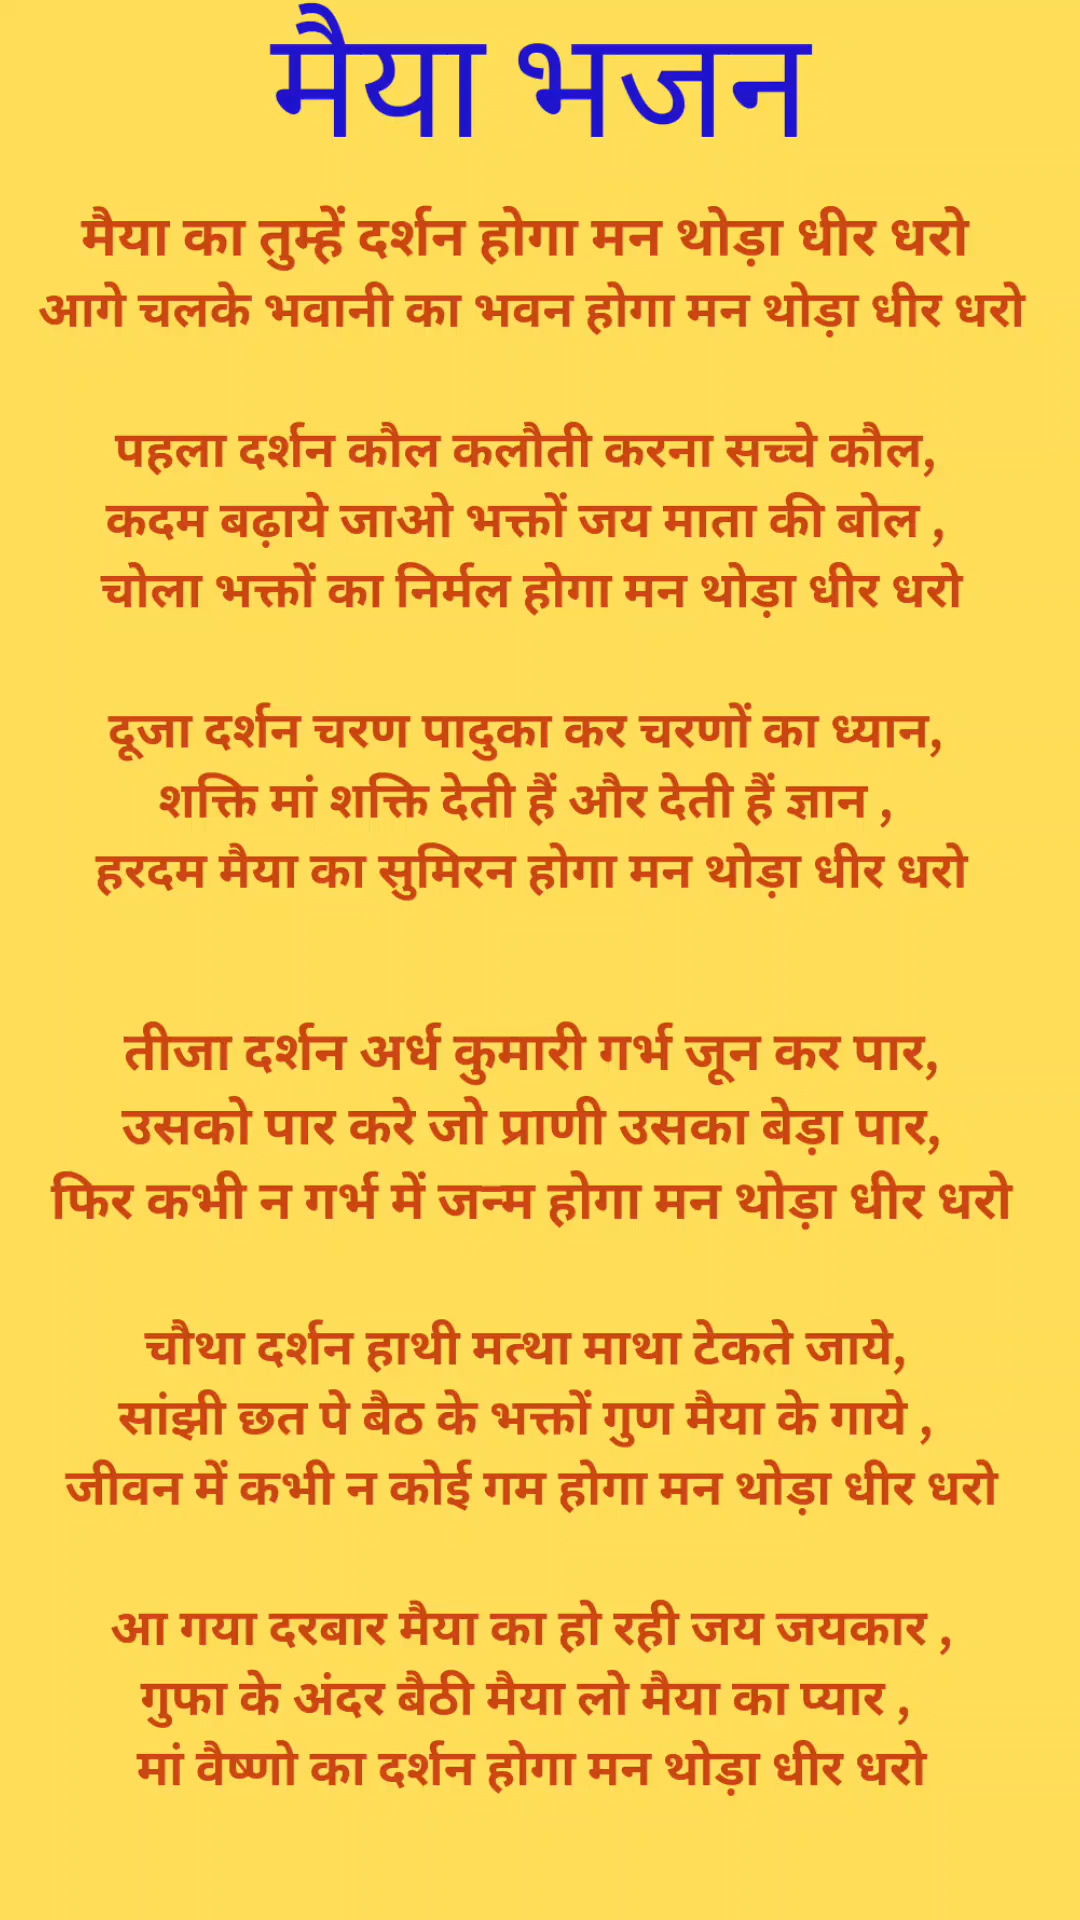 मैया भजन
मैया का तुम्हें दर्शन होगा मन थोड़ा धीर धरो
आगे चलके भवानी का भवन होगा मन थोड़ा धीर धरो
पहला दर्शन कौल कलौती करना सच्चे कौल,
कदम बढ़ाये जाओ भक्तों जय माता की बोल ,
चोला भक्तों का निर्मल होगा मन थोड़ा धीर धरो
दूजा दर्शन चरण पादुका कर चरणों का ध्यान,
शक्ति मां शक्ति देती हैं और देती हैं ज्ञान ,
हरदम मैया का सुमिरन होगा मन थोड़ा धीर धरो
तीजा दर्शन अर्ध कुमारी गर्भ जून कर पार,
उसको पार करे जो प्राणी उसका बेड़ा पार,
फिर कभी न गर्भ में जन्म होगा मन थोड़ा धीर धरो
चौथा दर्शन हाथी मत्था माथा टेकते जाये,
सांझी छत पे बैठ के भक्तों गुण मैया के गाये ,
जीवन में कभी न कोई गम होगा मन थोड़ा धीर धरो
आ गया दरबार मैया का हो रही जय जयकार ,
गुफा के अंदर बैठी मैया लो मैया का प्यार ,
मां वैष्णो का दर्शन होगा मन थोड़ा धीर धरो